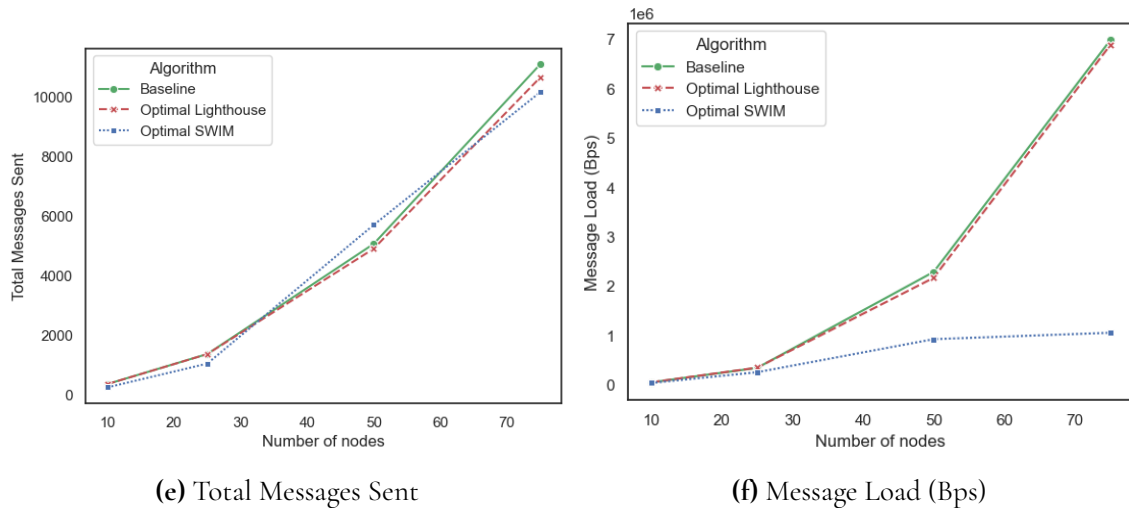 Total Messages Sent
10000
8000
6000
4000
2000
0
Algorithm
Baseline
Optimal Lighthouse
Optimal SWIM
10 20 30 40 50 60 70
Number of nodes
(e) Total Messages Sent
1e6
Message Load (Bps)
7
6
5
4
3
2
1
0
Algorithm
Baseline
Optimal Lighthouse
Optimal SWIM
10 20 30 40 50 60 70
Number of nodes
(f) Message Load (Bps)